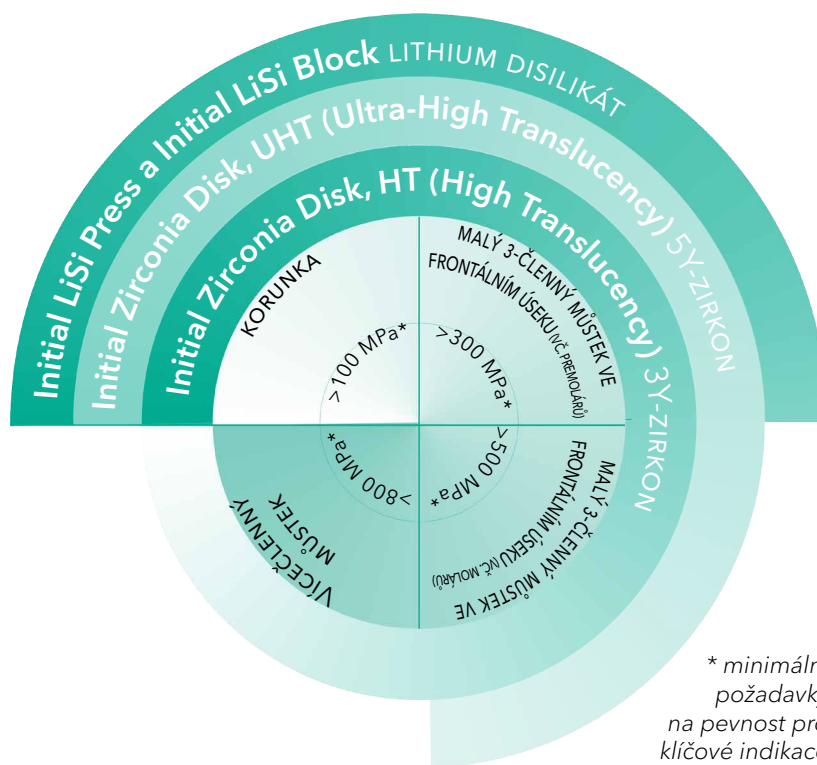 Initial LiSi Press a Initial LiSi Block LITHIUM DISILIKÁT
Initial Zirconia Disk, UHT (Ultra-High Translucency) 5Y-ZIRKON
Initial Zirconia Disk, HT (High Translucency) 3Y-ZIRKON
KORUNKA
>100 MPa*
MALÝ 3-ČLENNÝ MŮSTEK VE
FRONTÁLNÍM ÚSEKU (VČ. PREMOLÁRŮ)
>300 MPa*
>500 MPa*
FRONTÁLNÍM ÚSEKU (VČ. MOLÁRŮ)
MALÝ 3-ČLENNÝ MŮSTEK VE
>800 MPa*
VÍCEČLENNÝ
MŮSTEK
* minimáln
požadavk
na pevnost pro
klíčové indikace